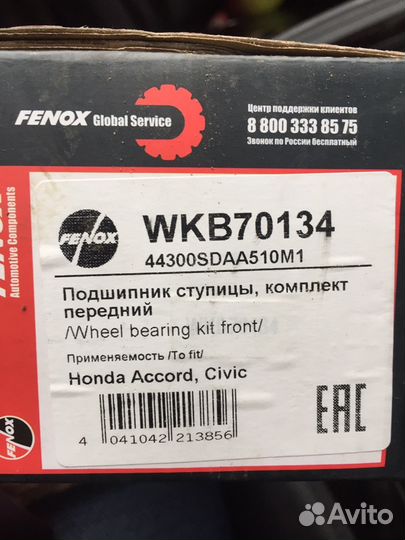 FENOX Global Service
Центр поддержки клиентов
8 800 333 85 75
Звонок по России бесплатный
Automotive Components
FENOX
WKB70134
44300SDAA510M1
Подшипник ступицы, комплект
передний
/Wheel bearing kit front/
Применяемость /To fit/
Honda Accord, Civic
4 041042 213856
EAC
FENOX
Avito